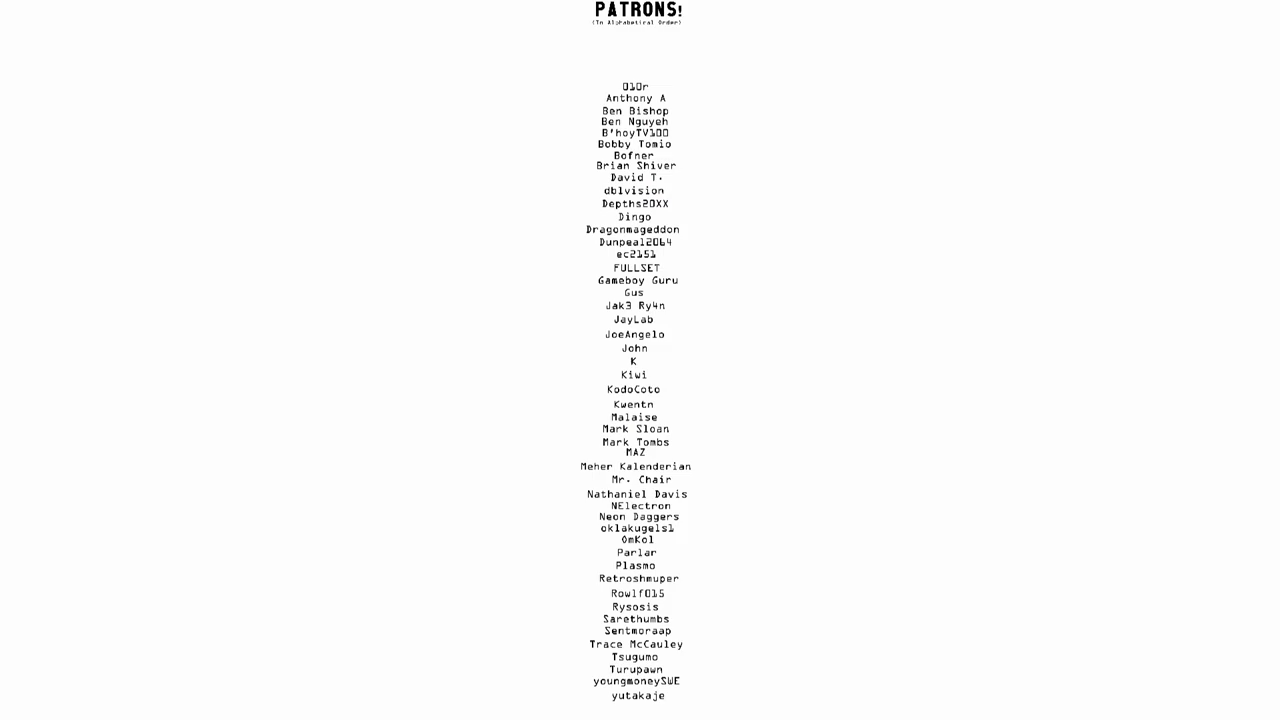 PATRONS!
(In Alphabetical Order)
010r
Anthony A
Ben Bishop
Ben Nguyeh
B'hoyTV100
Bobby Tomio
Bofner
Brian Shiver
David T.
dblvision
Depths20XX
Dingo
Dragonmageddon
Dunpeal2064
ec2151
FULLSET
Gameboy Guru
Gus
Jak3 Ry4n
JayLab
JoeAngelo
John
K
Kiwi
KodoCoto
Kwentn
Malaise
Mark Sloan
Mark Tombs
MAZ
Meher Kalenderian
Mr. Chair
Nathaniel Davis
NElectron
Neon Daggers
oklakugels1
OmKol
Parlar
Plasmo
Retroshmuper
Rowlf015
Rysosis
Sarethumbs
Sentmoraap
Trace McCauley
Tsugumo
Turupawn
youngmoneySWE
yutakaje